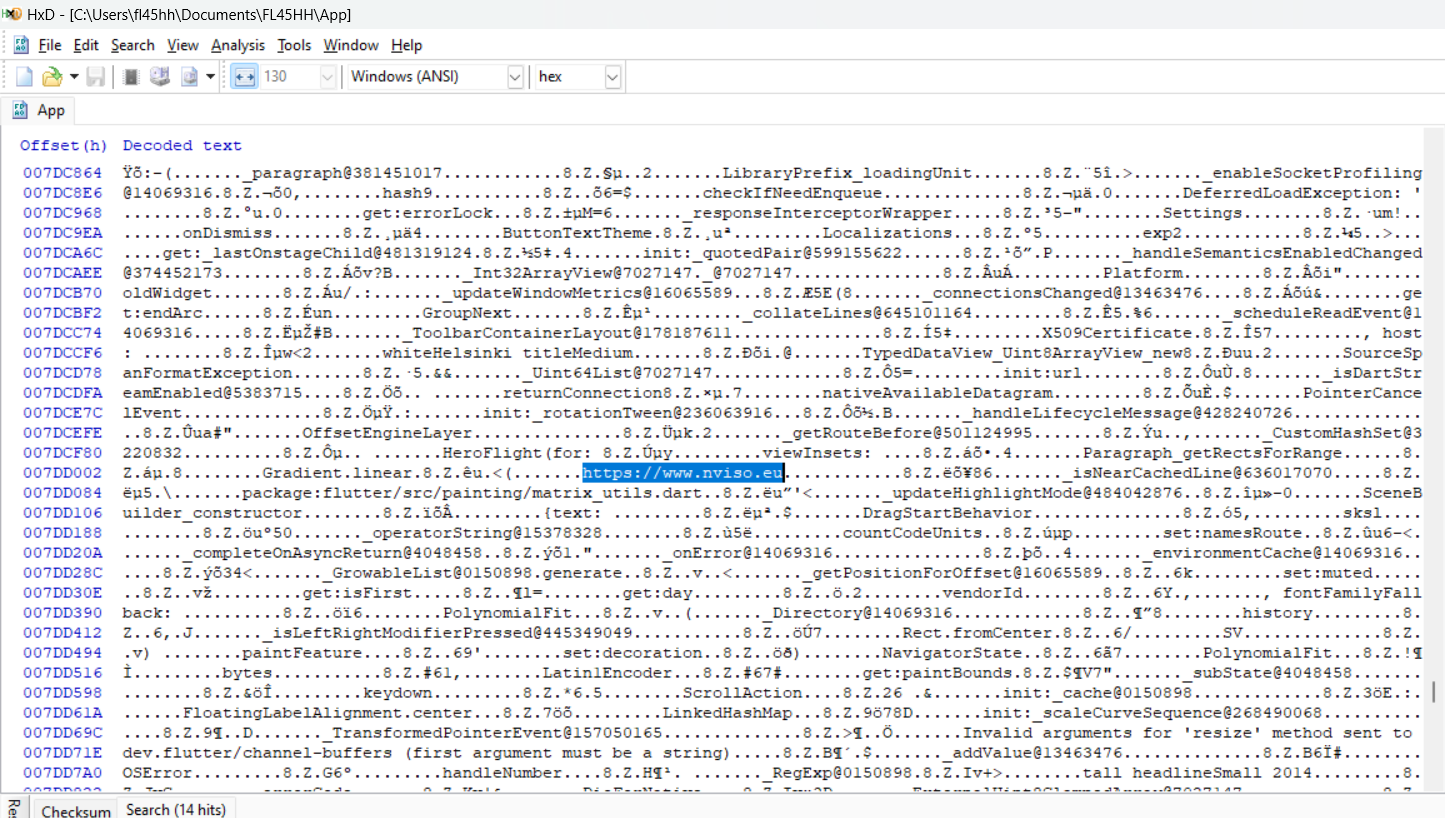 HxD - [C:\Users\fl45hh\Documents\FL45HH\App]
File Edit Search View Analysis Tools Window Help
130 Windows (ANSI) hex
App
Offset(h) Decoded text
007DC864 Ÿõ:–(......._paragraph@381451017............8.Z.§µ..2.......LibraryPrefix_loadingUnit.......8.Z.¨5î.>......._enableSocketProfiling
007DC8E6 @14069316.8.Z.¬õ0,........hash9...........8.Z..õ6=$.......checkIfNeedEnqueue..............8.Z.¬µä.0.......DeferredLoadException: '
007DC968 ........8.Z.°u.0........get:errorLock...8.Z.±µM=6........_responseInterceptorWrapper.....8.Z.³5–"........Settings........8.Z.·um!..
007DC9EA ......onDismiss.....8.Z.¸µä4........ButtonTextTheme.8.Z.¸uª.........Localizations...8.Z.°5..........exp2.........8.Z.¼5..>...
007DCA6C ....get:_lastOnstageChild@481319124.8.Z.½5‡.4.......init:_quotedPair@599155622......8.Z.¹õ”.P......._handleSemanticsEnabledChanged
007DCAEE @374452173........8.Z.Áõv?B........_Int32ArrayView@7027147._@7027147...............8.Z.ÂuÁ.........Platform........8.Z.Âõi"........
007DCB70 oldWidget.......8.Z.Áu/.:......._updateWindowMetrics@16065589...8.Z.Æ5E(8......._connectionsChanged@13463476....8.Z.Áõú&........ge
007DCBF2 t:endArc......8.Z.Éun.........GroupNext.......8.Z.Êµ¹........._collateLines@645101164.........8.Z.Ê5.%6......._scheduleReadEvent@1
007DCC74 4069316.....8.Z.ËµŽ#B......._ToolbarContainerLayout@178187611...............8.Z.Í5‡.........X509Certificate.8.Z.Î57........., host
007DCCF6 : ........8.Z.Îµw<2.......whiteHelsinki titleMedium.......8.Z.Ðõi.@.......TypedDataView_Uint8ArrayView_new8.Z.Ðuu.2.......SourceSp
007DCD78 anFormatException.......8.Z.·5.&&......._Uint64List@7027147.............8.Z.Ô5=.........init:url........8.Z.ÔuÙ.8......._isDartStr
007DCDFA eamEnabled@5383715......8.Z.Öõ.. .......returnConnection8.Z.×µ.7........nativeAvailableDatagram.........8.Z.ÕuÈ.$.......PointerCance
007DCE7C lEvent..............8.Z.ÖµŸ.:.......init:_rotationTween@236063916...8.Z.Ôõ½.B......._handleLifecycleMessage@428240726...............
007DCEFE ..8.Z.Ûua#".......OffsetEngineLayer...............8.Z.Üµk.2......._getRouteBefore@501124995.......8.Z.Ýu..,......._CustomHashSet@3
007DCF80 220832..........8.Z.Ôµ.. .......HeroFlight(for: 8.Z.Úµy.........viewInsets: ....8.Z.áõ•.4.......Paragraph_getRectsForRange......8.
007DD002 Z.áµ.8........Gradient.linear.8.Z.êu.<(.......https://www.nviso.eu............8.Z.ëõ¥86......_isNearCachedLine@636017070.....8.Z.
007DD084 ëµ5.\.......package:flutter/src/painting/matrix_utils.dart..8.Z.ëu”'<......._updateHighlightMode@484042876..8.Z.îµ»–0.......SceneB
007DD106 uilder_constructor........8.Z.ïõÂ.........{text: .........8.Z.ëµª.$.......DragStartBehavior.......8.Z.ó5,.........sksl............
007DD188 ........8.Z.öu°50......._operatorString@15378328........8.Z.ù5ë.........countCodeUnits..8.Z.úµp.........set:namesRoute..8.Z.ûu6–<.
007DD20A ......_completeOnAsyncReturn@4048458..8.Z.ýõ1."......._onError@14069316...............8.Z.þõ..4......._environmentCache@14069316..
007DD28C ....8.Z.ýõ34<......._GrowableList@0150898.generate..8.Z..v..<......._getPositionForOffset@16065589..8.Z..6k.........set:muted.....
007DD30E ..8.Z..vž.........get:isFirst.....8.Z..¶l=........get:day.........8.Z..ö.2........vendorId........8.Z..6Y.,......., fontFamilyFall
007DD390 back: ..........8.Z..öï6........PolynomialFit...8.Z..v..(......._Directory@14069316.............8.Z..¶”8........history.........8.
007DD412 Z..6,.J......._isLeftRightModifierPressed@445349049...........8.Z..öÚ7........Rect.fromCenter.8.Z..6/.........SV..............8.Z.
007DD494 .v) ........paintFeature....8.Z..69'........set:decoration..8.Z..öð)........NavigatorState..8.Z..6ã7........PolynomialFit...8.Z.!¶
007DD516 Ì.........bytes...........8.Z.#61,........Latin1Encoder...8.Z.#67#........get:paintBounds.8.Z.$¶V7"......._subState@4048458.......
007DD598 ........8.Z.&öÎ.........keydown.........8.Z.*6.5........ScrollAction....8.Z.26 .&.......init:_cache@0150898.............8.Z.3öE.:.
007DD61A ......FloatingLabelAlignment.center...8.Z.7öõ.........LinkedHashMap...8.Z.9ö78D.......init:_scaleCurveSequence@268490068..........
007DD69C ....8.Z.9¶..D......._TransformedPointerEvent@157050165..............8.Z.>¶..Ö.......Invalid arguments for 'resize' method sent to
007DD71E dev.flutter/channel-buffers (first argument must be a string).....8.Z.B¶´.$......._addValue@13463476..............8.Z.B6Ï#........
007DD7A0 OSError.........8.Z.G6°.........handleNumber....8.Z.H¶¹. ......._RegExp@0150898.8.Z.Iv+>........tall headlineSmall 2014.........8.
Checksum Search (14 hits)